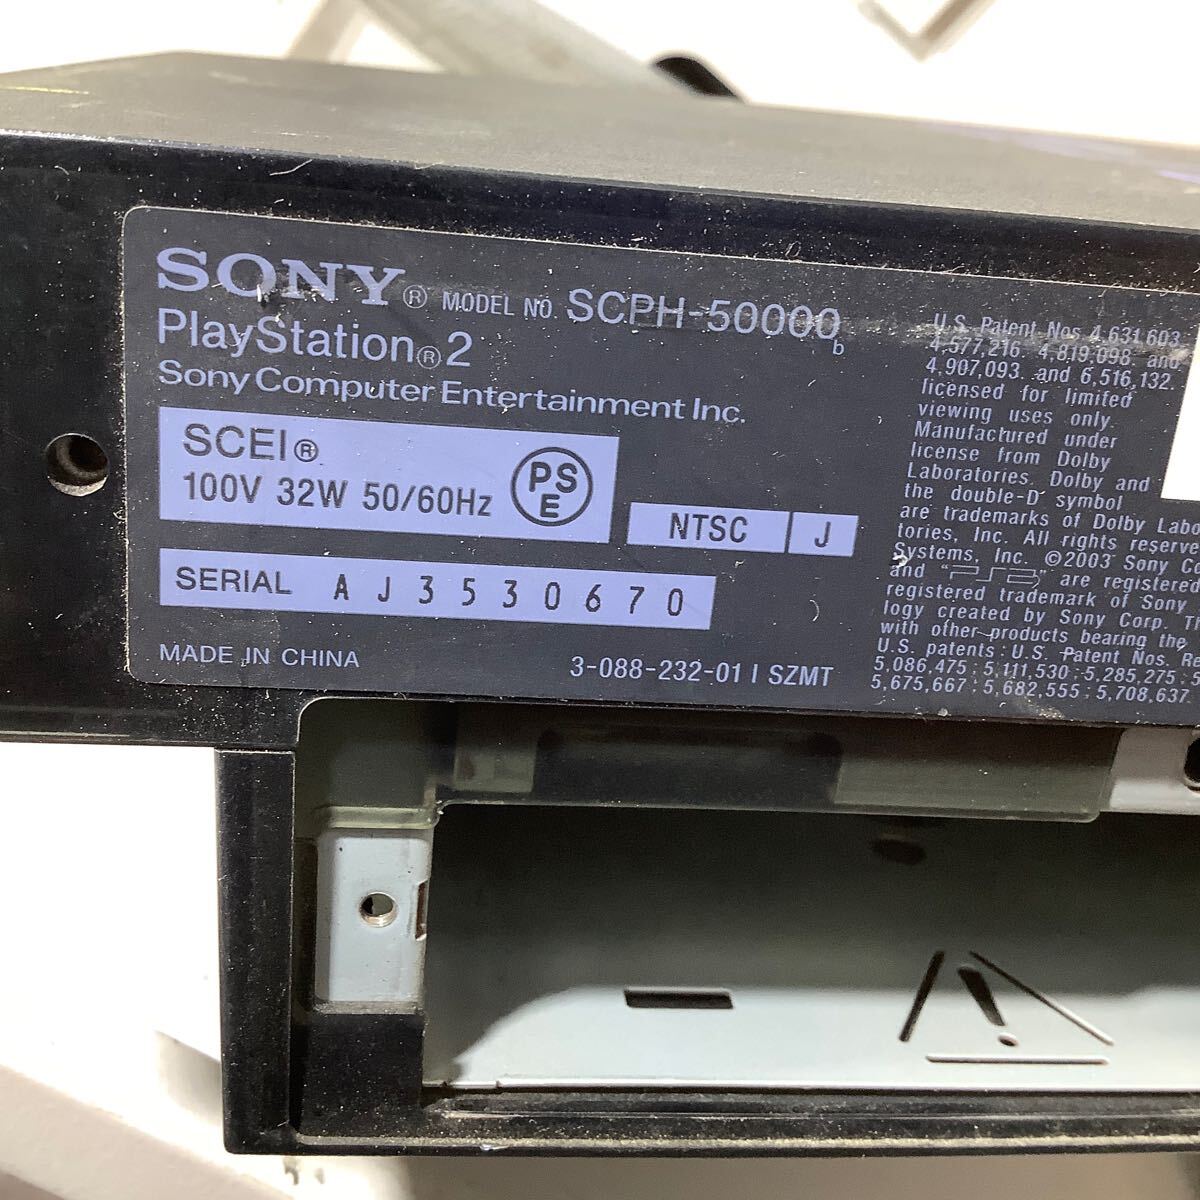 SONY® MODEL NO. SCPH-50000b
PlayStation®2
Sony Computer Entertainment Inc.
SCEI®
100V 32W 50/60Hz
PSE
NTSC J
SERIAL AJ3530670
MADE IN CHINA
3-088-232-01 I SZMT
U.S. Patent Nos 4,631,603
4,577,216. 4,819,098. and
4,907,093. and 6,516,132.
licensed for limited
viewing uses only.
Manufactured under
license from Dolby
Laboratories. Dolby and
the double-D symbol
are trademarks of Dolby Labo
tories, Inc. All rights reserve
Systems, Inc. ©2003 Sony Co
and “PSB” are registered
registered trademark of Sony
logy created by Sony Corp. Th
with other products bearing the
U.S. patents : U.S. Patent Nos. Re
5,086,475 : 5,111,530 : 5,285,275 : 5
5,675,667 : 5,682,555 : 5,708,637.